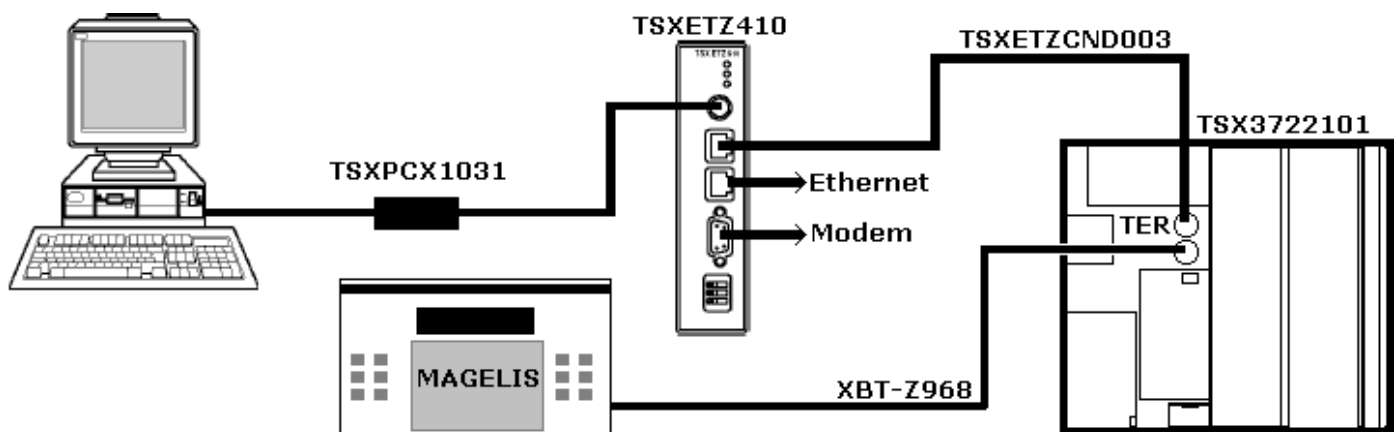 TSXETZ410
TSXETZCND003
TSX3722101
TSXPCX1031
Ethernet
TER
Modem
MAGELIS
XBT-Z968